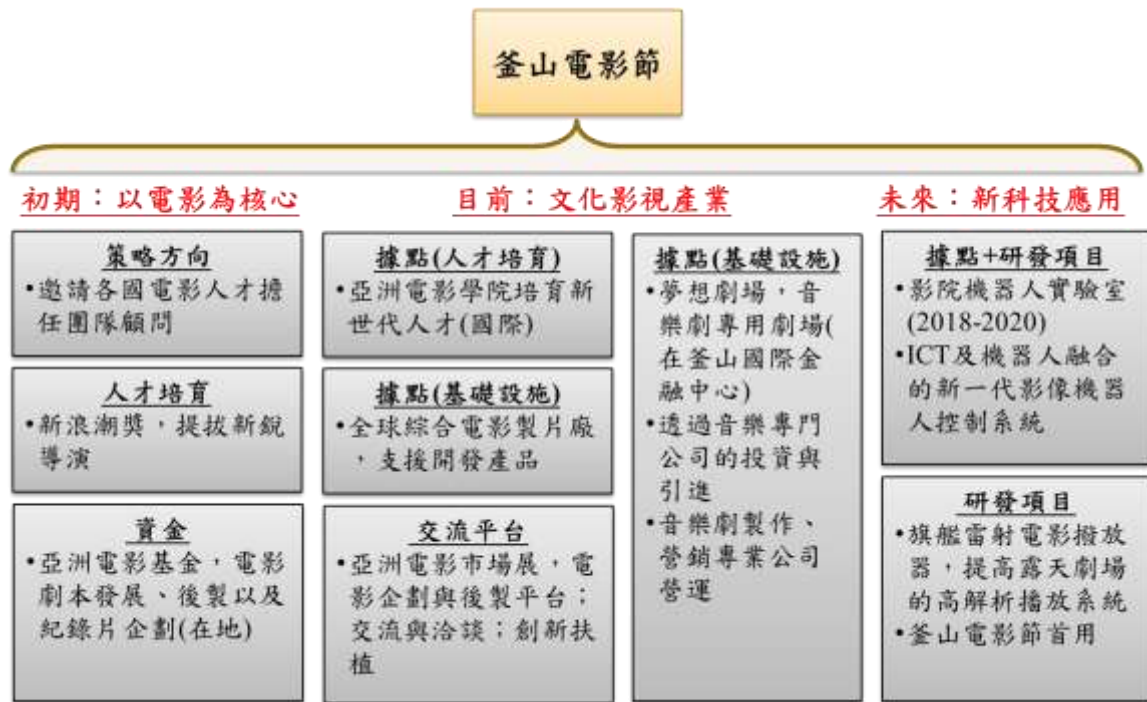 釜山電影節
初期：以電影為核心
策略方向
•邀請各國電影人才擔
任團隊顧問
人才培育
•新浪潮獎，提拔新銳
導演
資金
•亞洲電影基金，電影
劇本發展、後製以及
紀錄片企劃(在地)
目前：文化影視產業
據點(人才培育)
•亞洲電影學院培育新
世代人才(國際)
據點(基礎設施)
•全球綜合電影製片廠
，支援開發產品
交流平台
•亞洲電影市場展，電
影企劃與後製平台；
交流與洽談；創新扶
植
據點(基礎設施)
•夢想劇場，音
樂劇專用劇場(
在釜山國際金
融中心)
•透過音樂專門
公司的投資與
引進
•音樂劇製作、
營銷專業公司
營運
未來：新科技應用
據點+研發項目
•影院機器人實驗室
(2018-2020)
•ICT及機器人融合
的新一代影像機器
人控制系統
研發項目
•旗艦雷射電影撥放
器，提高露天劇場
的高解析播放系統
•釜山電影節首用